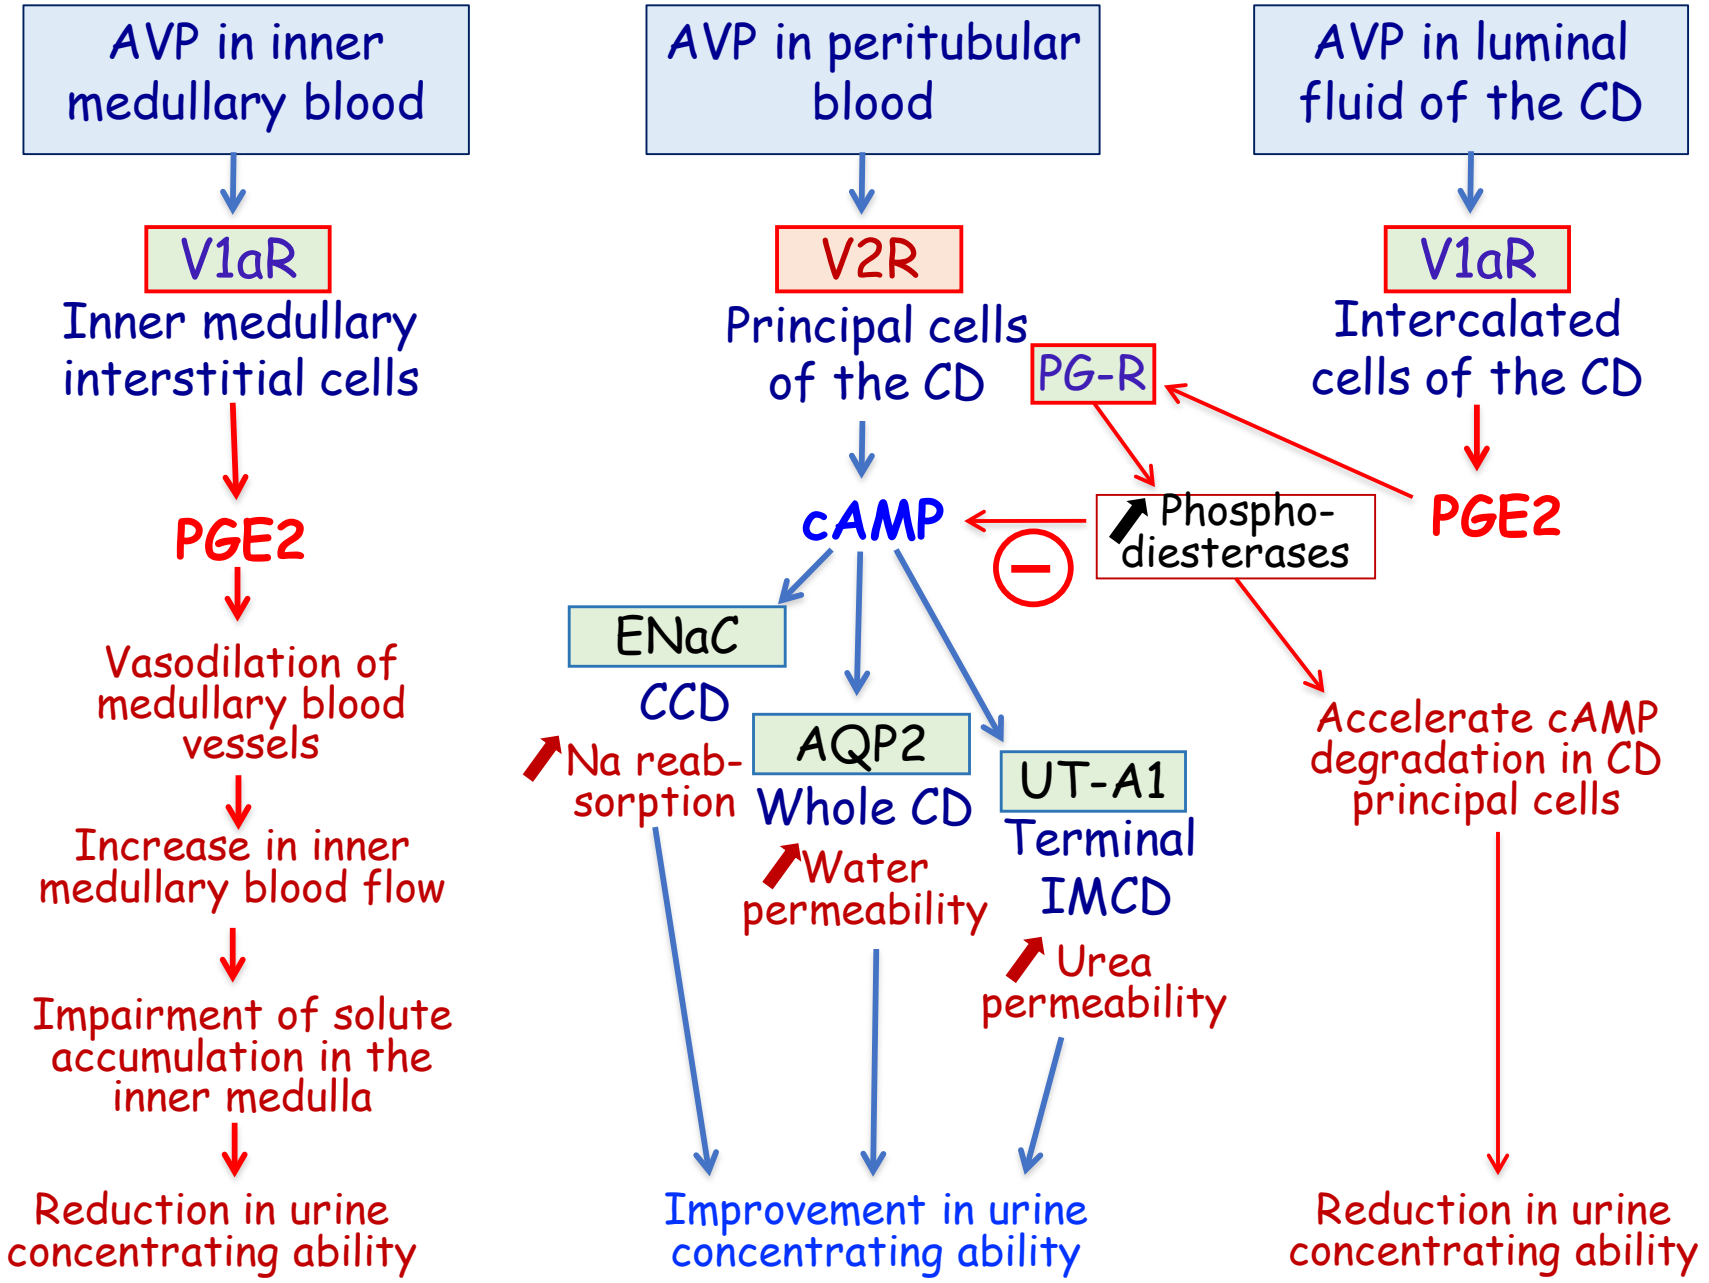 AVP in inner
medullary blood
V1aR
Inner medullary
interstitial cells
PGE2
Vasodilation of
medullary blood
vessels
Increase in inner
medullary blood flow
Impairment of solute
accumulation in the
inner medulla
Reduction in urine
concentrating ability
AVP in peritubular
blood
V2R
Principal cells
of the CD
cAMP
ENaC
CCD
Na reab-
sorption
AQP2
Whole CD
Water
permeability
UT-A1
Terminal
IMCD
Urea
permeability
Improvement in urine
concentrating ability
AVP in luminal
fluid of the CD
V1aR
Intercalated
cells of the CD
PGE2
PG-R
Phospho-
diesterases
Accelerate cAMP
degradation in CD
principal cells
Reduction in urine
concentrating ability